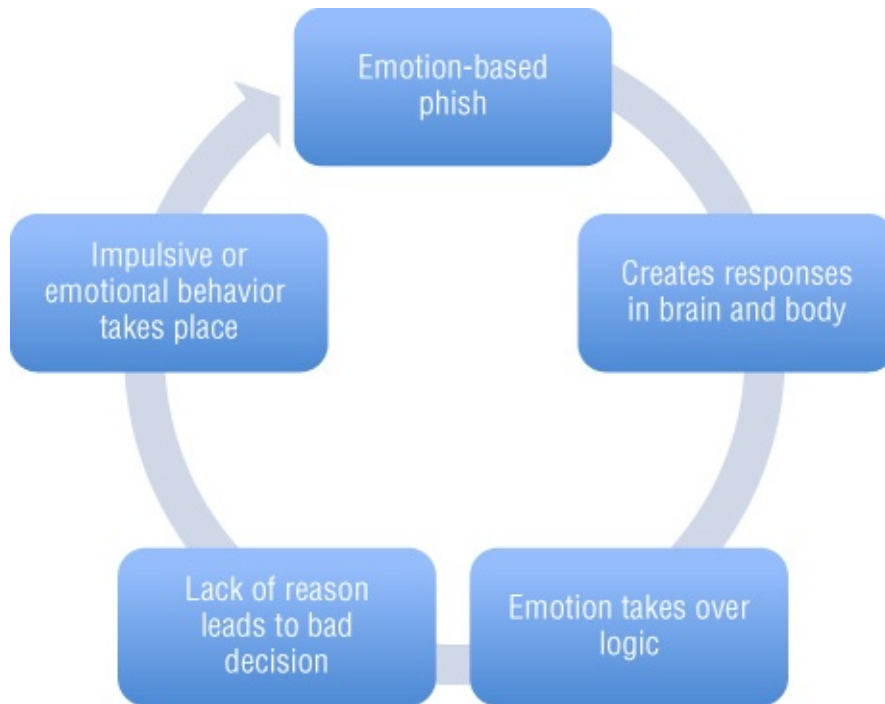 Emotion-based
phish
Creates responses
in brain and body
Emotion takes over
logic
Lack of reason
leads to bad
decision
Impulsive or
emotional behavior
takes place